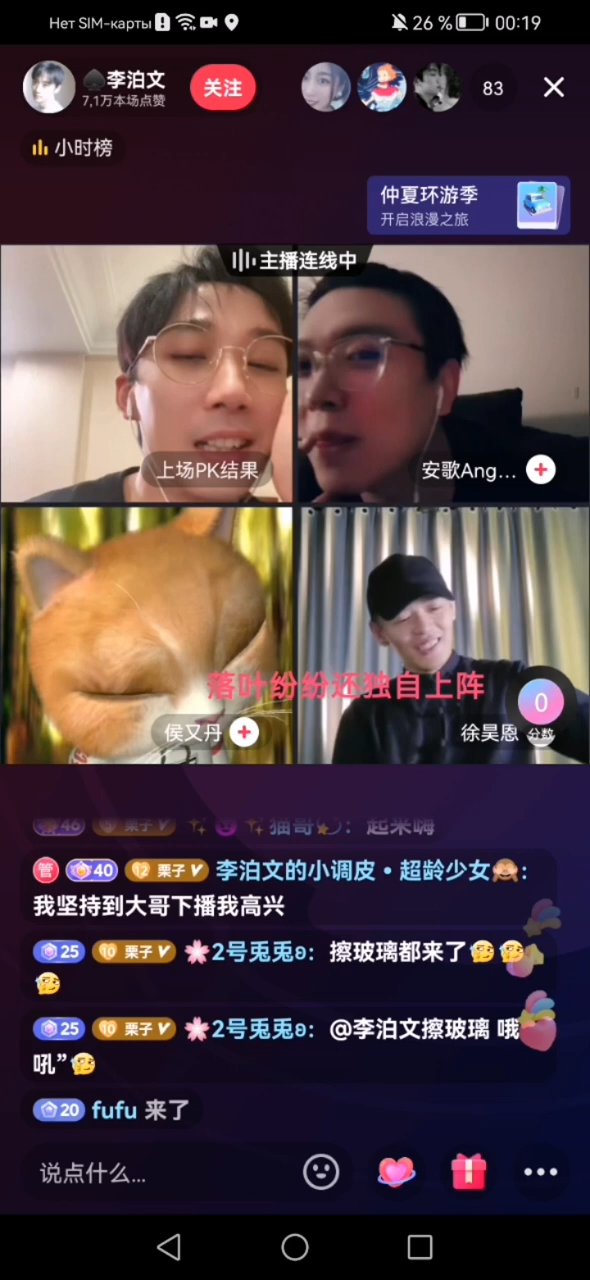 Нет SIM-карты 26 % 00:19
李泊文
7,1万本场点赞
关注
83
小时榜
仲夏环游季
开启浪漫之旅
主播连线中
上场PK结果
安歌Ang...
落叶纷纷还独自上阵
0
侯又丹
徐昊恩 分数
46 栗子 猫哥: 起来嗨
管 40 12 栗子 李泊文的小调皮•超龄少女:
我坚持到大哥下播我高兴
25 10 栗子 2号兎兎ʚ: 擦玻璃都来了
25 10 栗子 2号兎兎ʚ: @李泊文擦玻璃 哦
吼”
20 fufu 来了
说点什么...